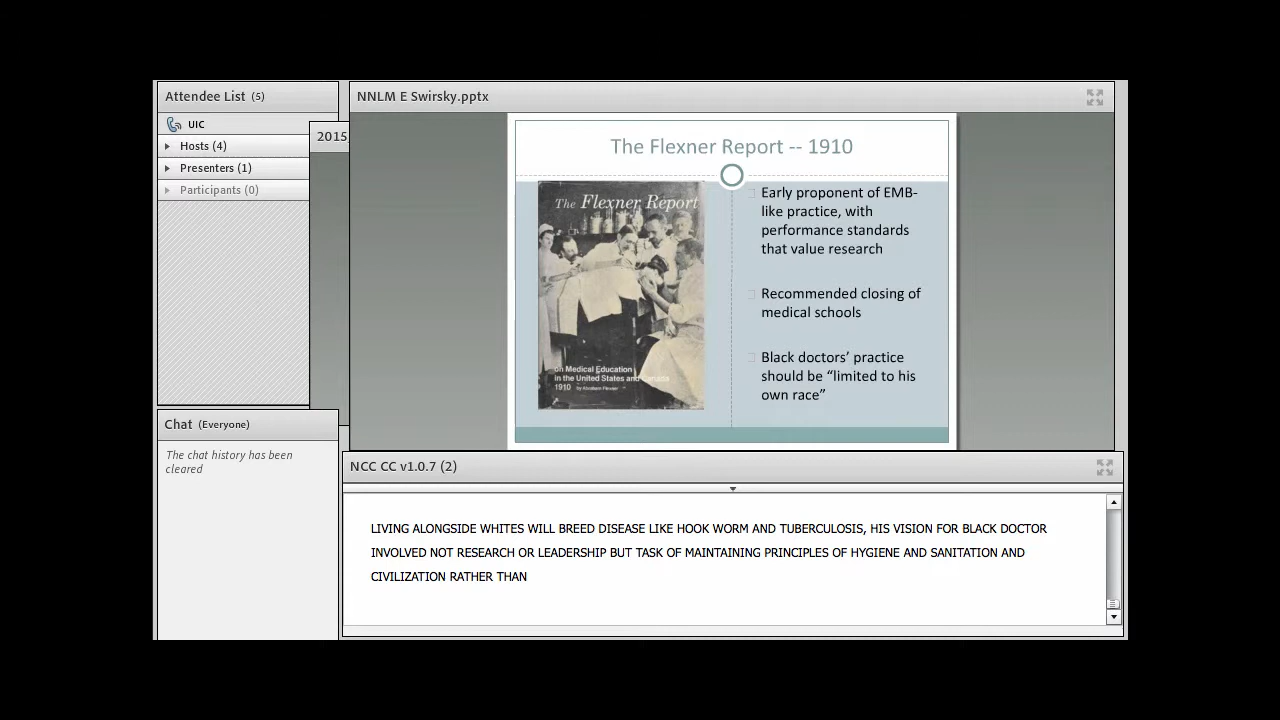 Attendee List (5)
UIC
Hosts (4)
Presenters (1)
Participants (0)
2015
Chat (Everyone)
The chat history has been
cleared
NNLM E Swirsky.pptx
The Flexner Report -- 1910
The Flexner Report
on Medical Education
in the United States and Canada
1910 by Abraham Flexner
Early proponent of EMB-
like practice, with
performance standards
that value research
Recommended closing of
medical schools
Black doctors’ practice
should be “limited to his
own race”
NCC CC v1.0.7 (2)
LIVING ALONGSIDE WHITES WILL BREED DISEASE LIKE HOOK WORM AND TUBERCULOSIS, HIS VISION FOR BLACK DOCTOR
INVOLVED NOT RESEARCH OR LEADERSHIP BUT TASK OF MAINTAINING PRINCIPLES OF HYGIENE AND SANITATION AND
CIVILIZATION RATHER THAN